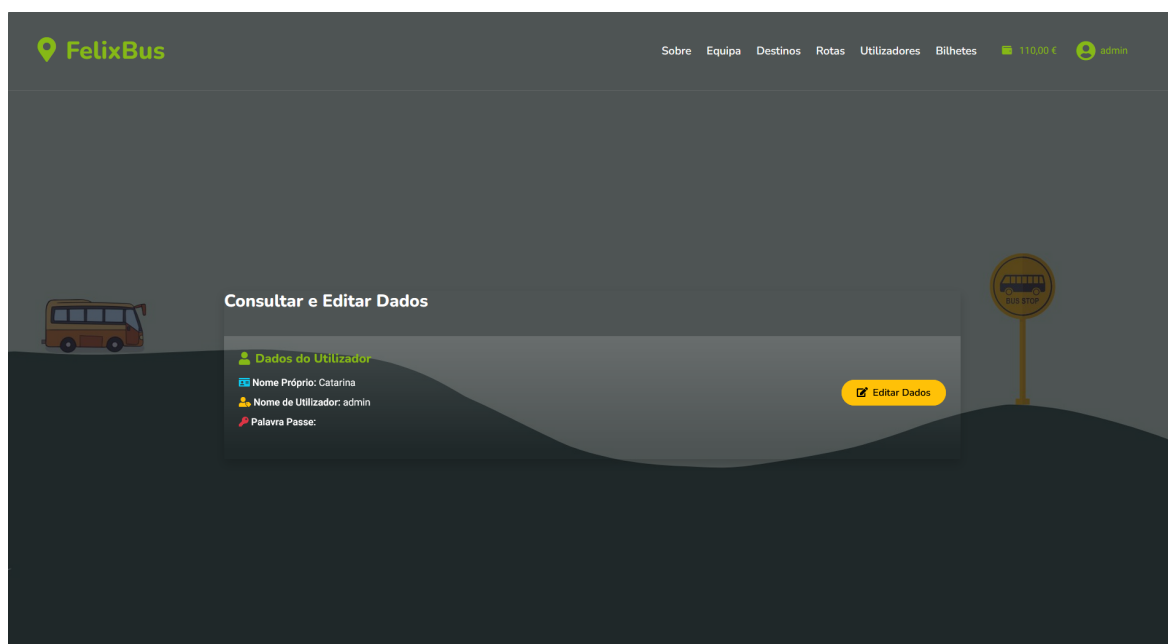 FelixBus
Sobre Equipa Destinos Rotas Utilizadores Bilhetes 110,00 € admin
BUS STOP
Consultar e Editar Dados
Dados do Utilizador
Nome Próprio: Catarina
Nome de Utilizador: admin
Editar Dados
Palavra Passe: